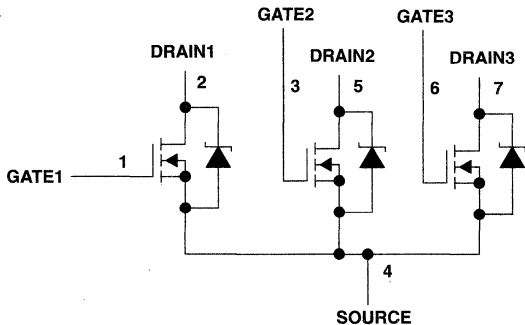 GATE2
GATE3
DRAIN1
DRAIN2
DRAIN3
2
3
5
6
7
1
GATE1
4
SOURCE